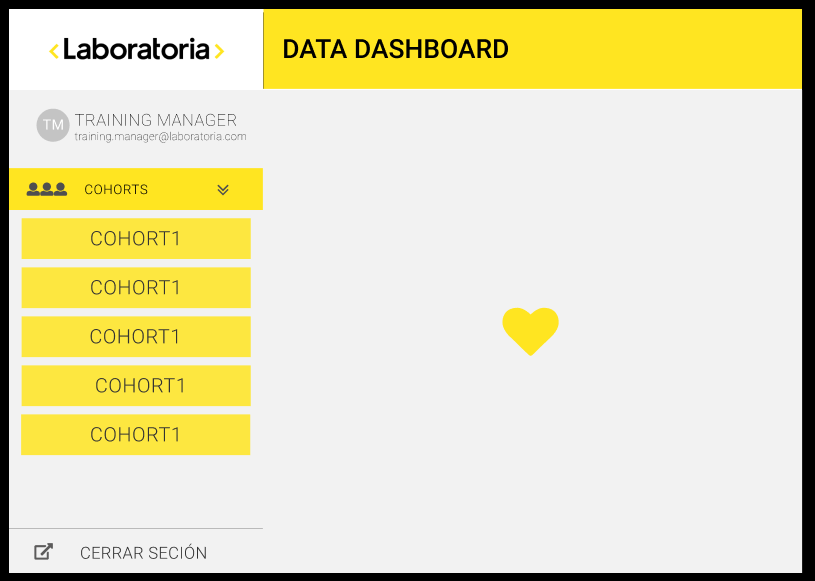 ‹ Laboratoria ›
DATA DASHBOARD
TM
TRAINING MANAGER
training.manager@laboratoria.com
COHORTS
COHORT1
COHORT1
COHORT1
COHORT1
COHORT1
CERRAR SECIÓN